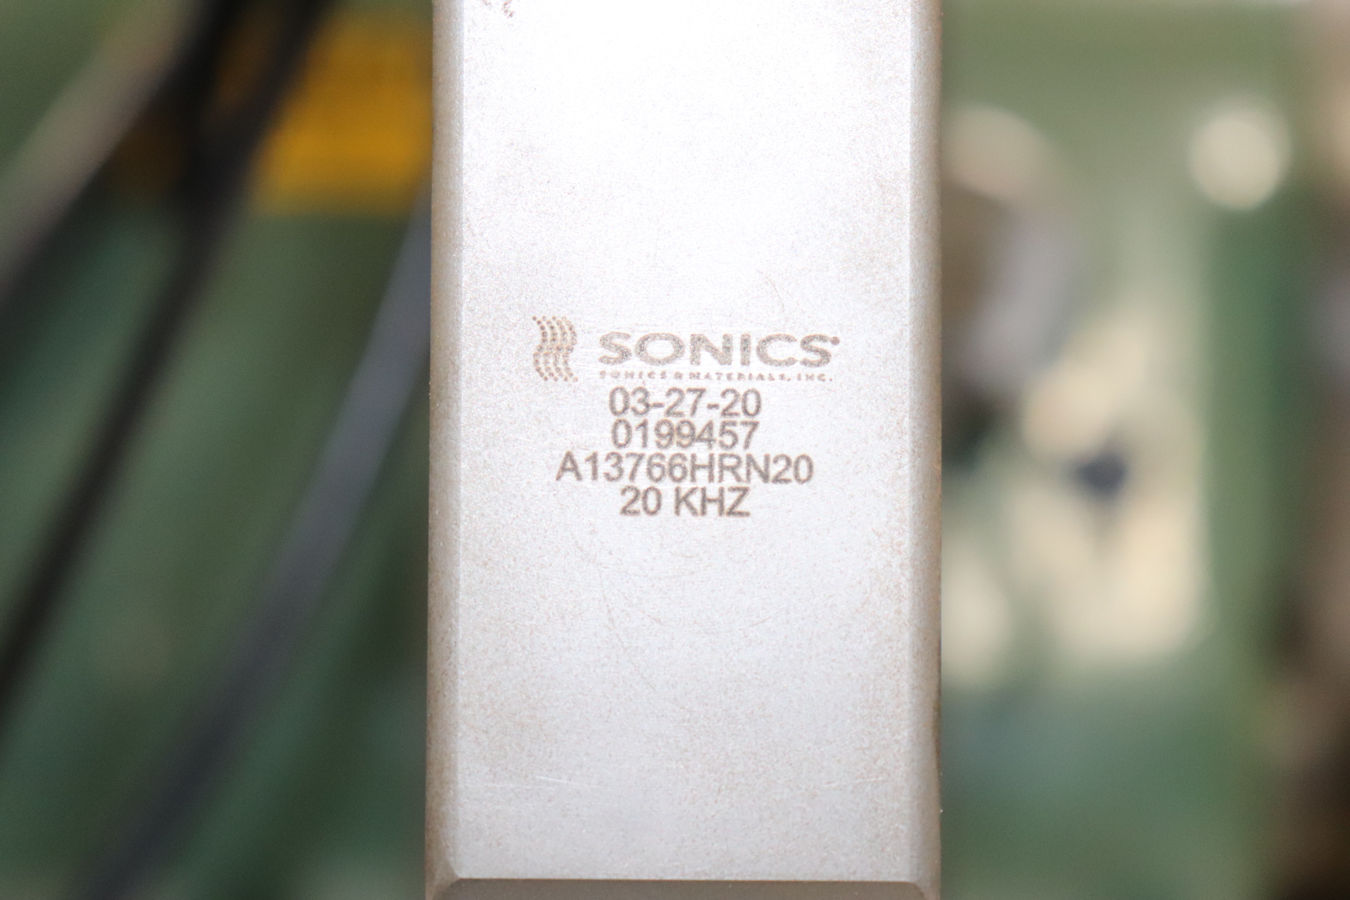 SONICS
SONICS & MATERIALS, INC.
03-27-20
0199457
A13766HRN20
20 KHZ